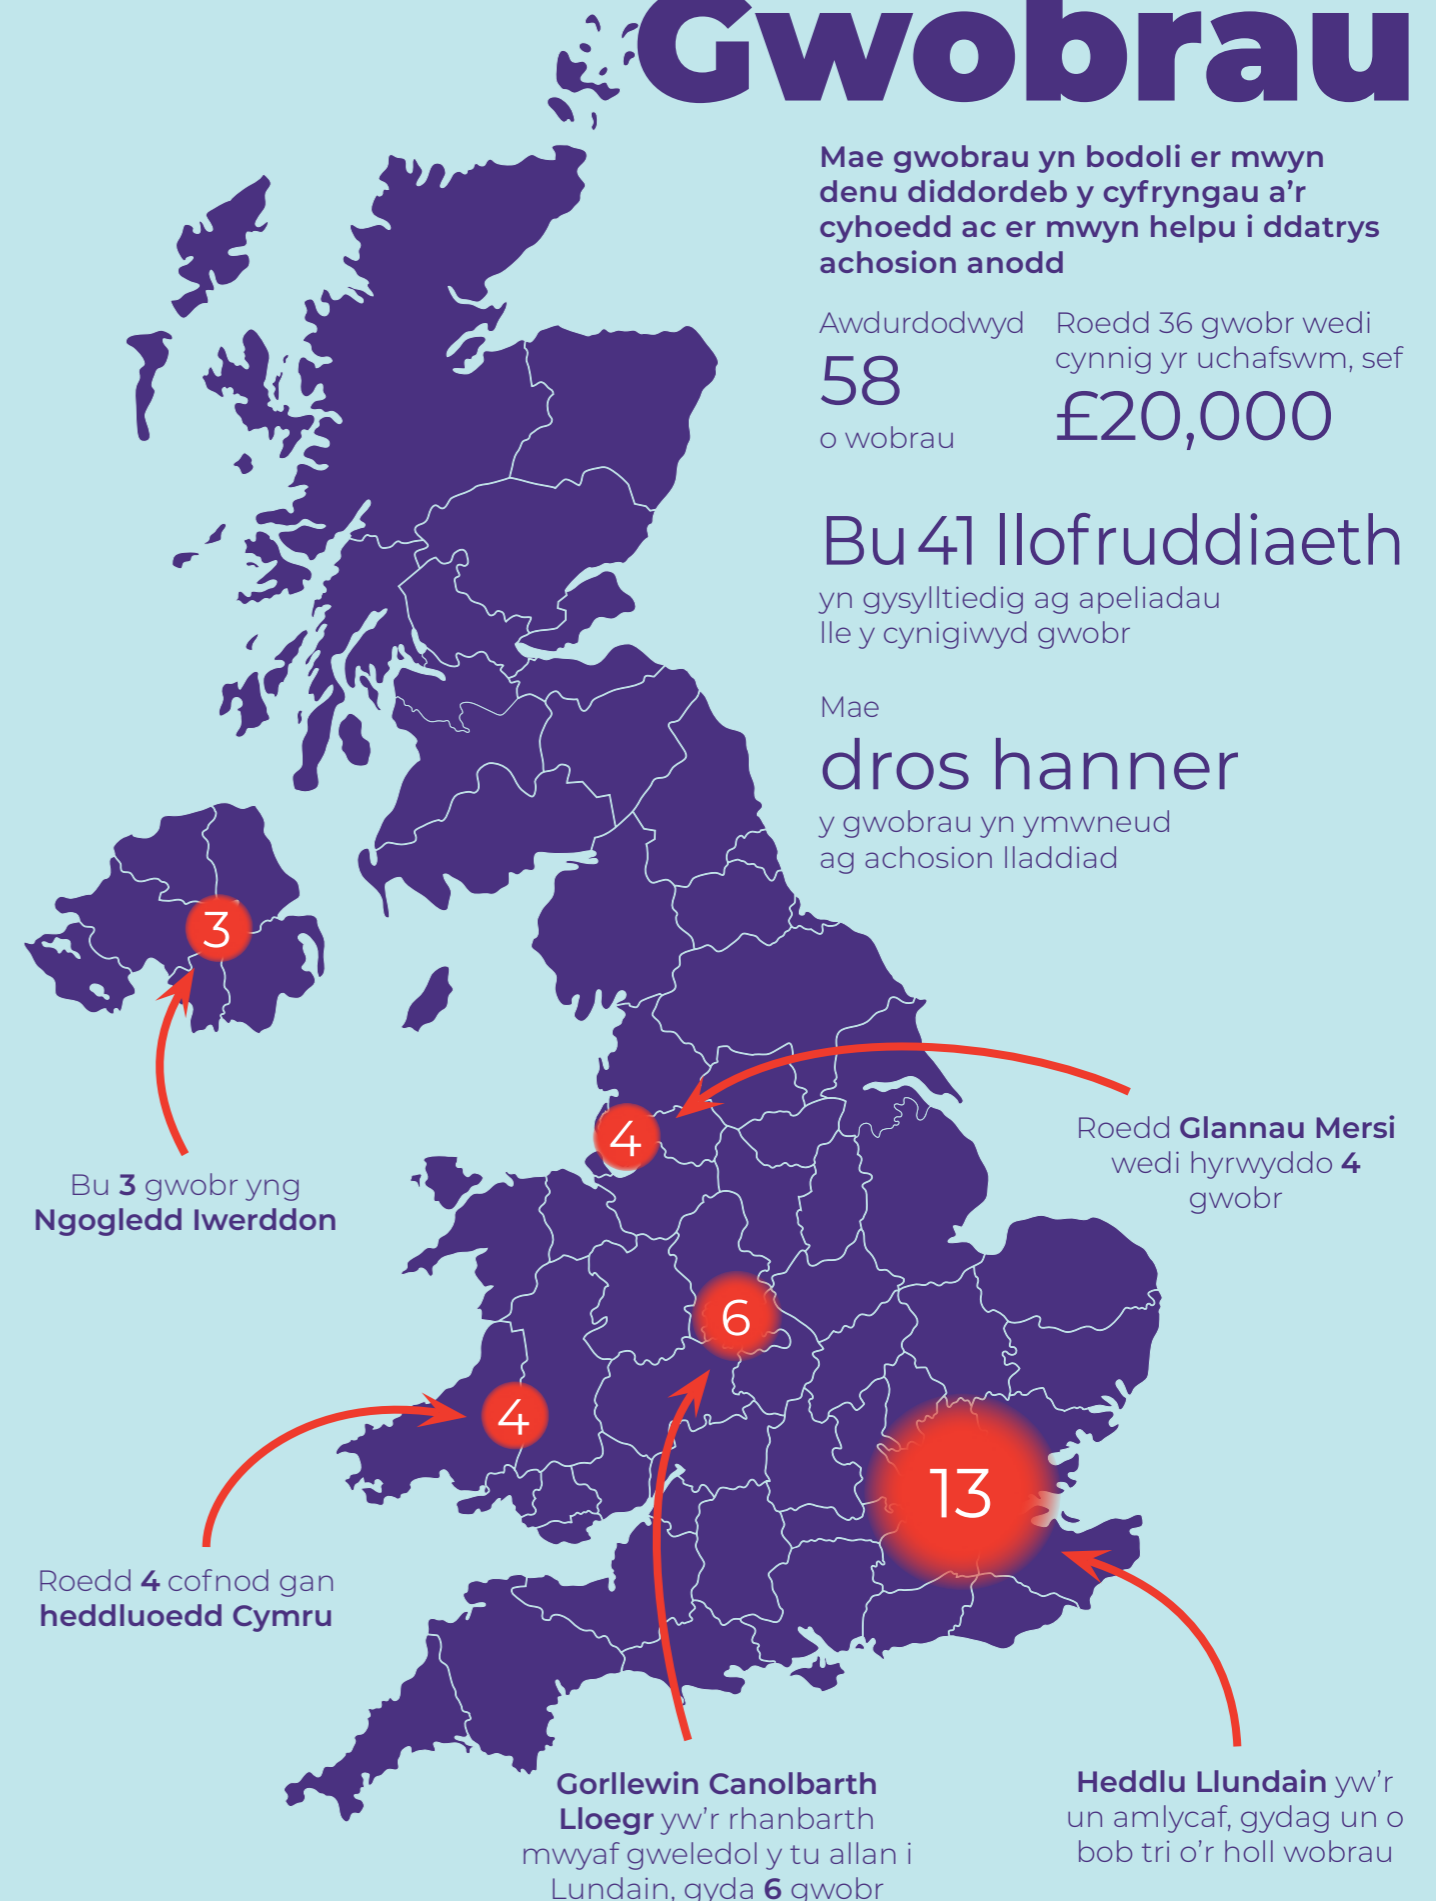 Gwobrau
Mae gwobrau yn bodoli er mwyn
denu diddordeb y cyfryngau a’r
cyhoedd ac er mwyn helpu i ddatrys
achosion anodd
Awdurdodwyd
58
o wobrau
Roedd 36 gwobr wedi
cynnig yr uchafswm, sef
£20,000
Bu 41 llofruddiaeth
yn gysylltiedig ag apeliadau
lle y cynigiwyd gwobr
Mae
dros hanner
y gwobrau yn ymwneud
ag achosion lladdiad
3
Bu 3 gwobr yng
Ngogledd Iwerddon
4
Roedd Glannau Mersi
wedi hyrwyddo 4
gwobr
6
4
13
Roedd 4 cofnod gan
heddluoedd Cymru
Gorllewin Canolbarth
Lloegr yw’r rhanbarth
mwyaf gweledol y tu allan i
Lundain, gyda 6 gwobr
Heddlu Llundain yw’r
un amlycaf, gydag un o
bob tri o’r holl wobrau